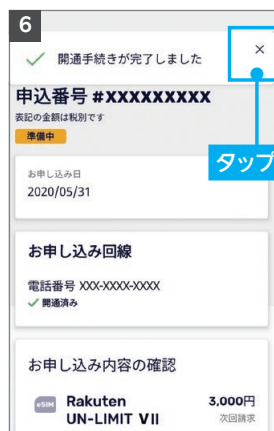 6
開通手続きが完了しました
×
申込番号 #XXXXXXXXX
表記の金額は税別です
準備中
タップ
お申し込み日
2020/05/31
お申し込み回線
電話番号 XXX-XXXX-XXXX
開通済み
お申し込み内容の確認
eSIM Rakuten 3,000円
UN-LIMIT VII 次回請求